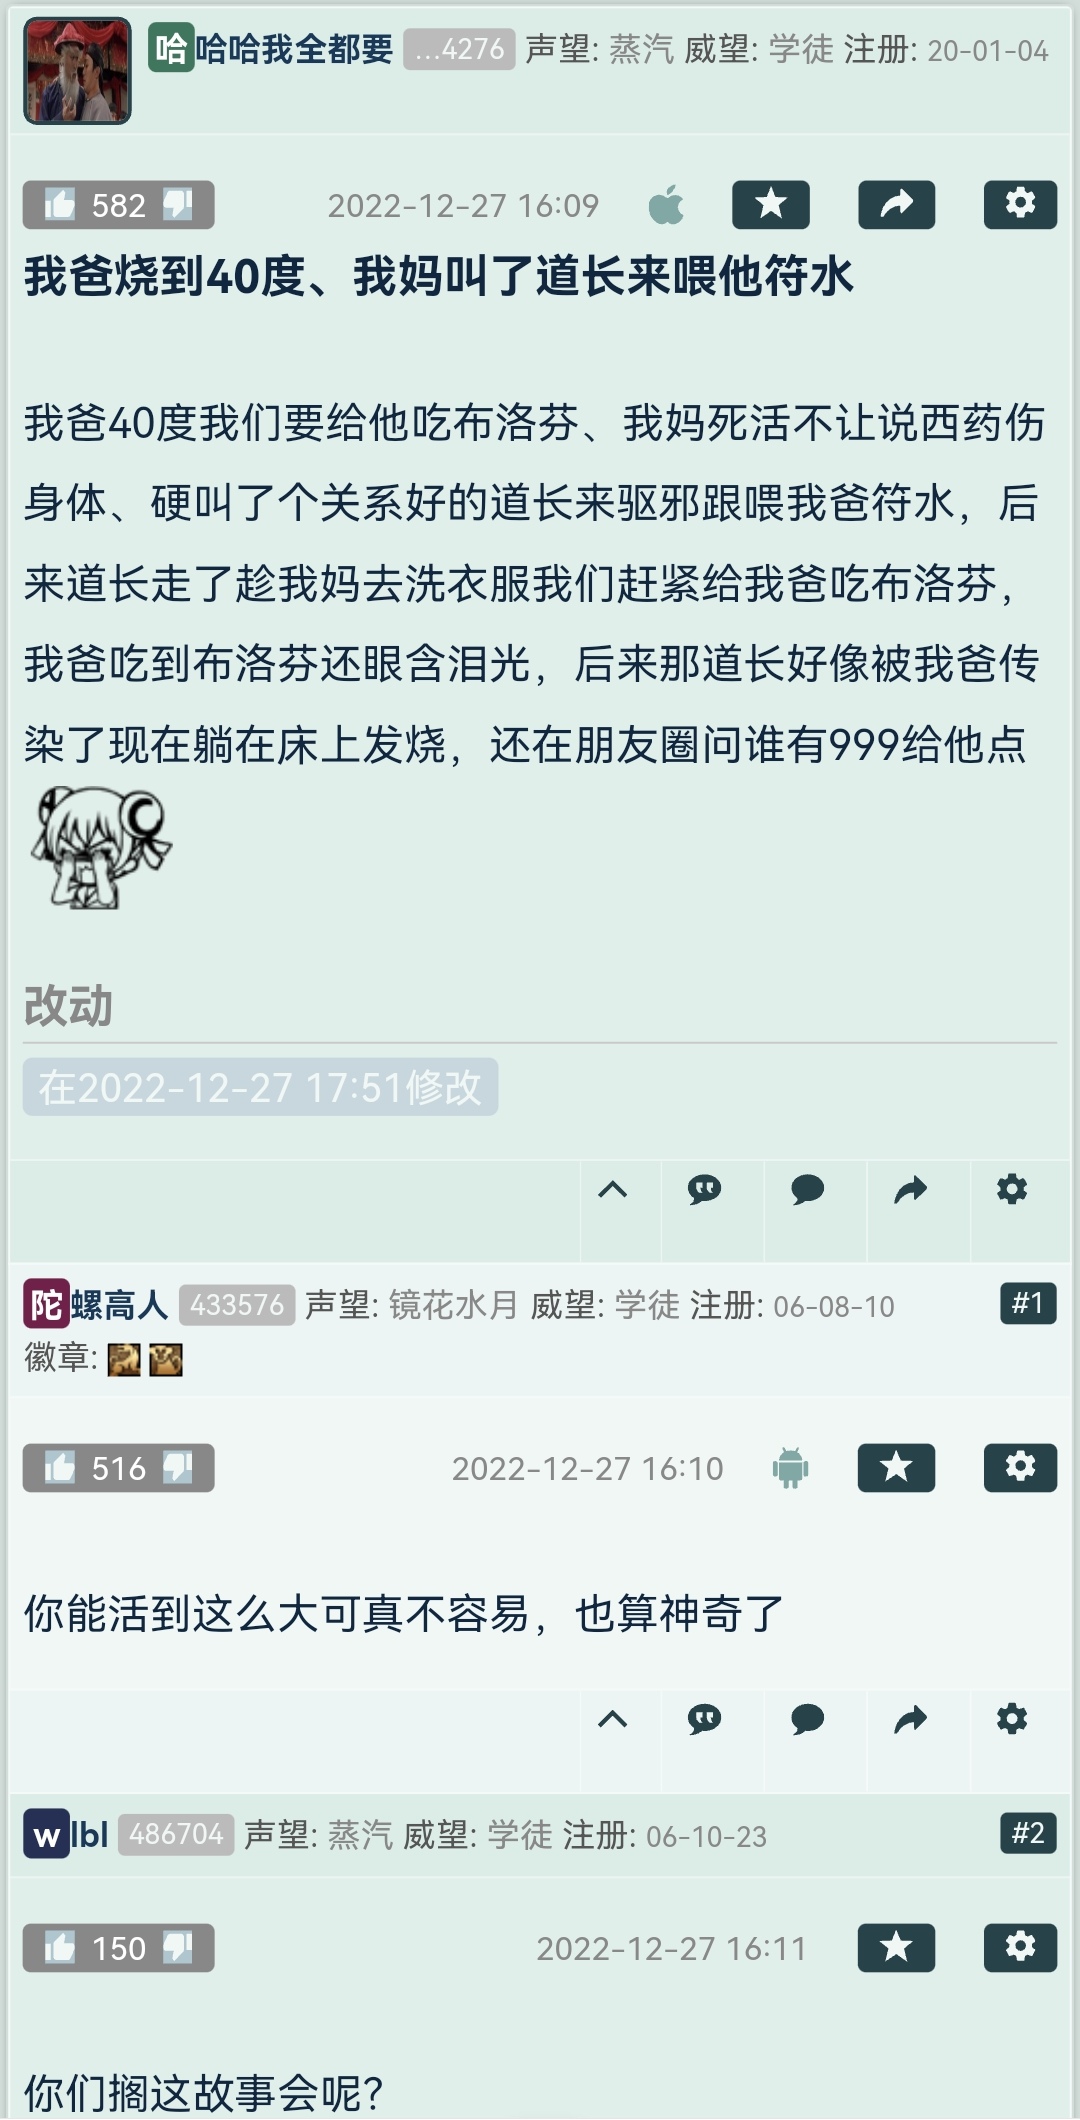 哈哈哈我全都要 ...4276 声望: 蒸汽 威望: 学徒 注册: 20-01-04
582 2022-12-27 16:09
我爸烧到40度、我妈叫了道长来喂他符水
我爸40度我们要给他吃布洛芬、我妈死活不让说西药伤
身体、硬叫了个关系好的道长来驱邪跟喂我爸符水，后
来道长走了趁我妈去洗衣服我们赶紧给我爸吃布洛芬，
我爸吃到布洛芬还眼含泪光，后来那道长好像被我爸传
染了现在躺在床上发烧，还在朋友圈问谁有999给他点
改动
在2022-12-27 17:51修改
陀螺高人 433576 声望: 镜花水月 威望: 学徒 注册: 06-08-10 #1
徽章:
516 2022-12-27 16:10
你能活到这么大可真不容易，也算神奇了
wlbl 486704 声望: 蒸汽 威望: 学徒 注册: 06-10-23 #2
150 2022-12-27 16:11
你们搁这故事会呢？